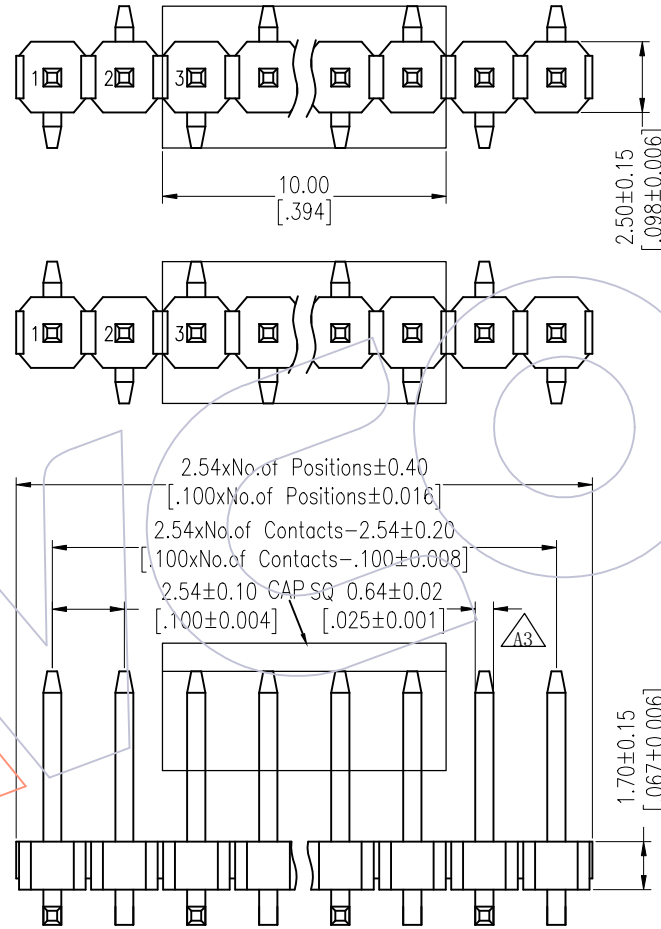 1 2 3
2.50±0.15
[.098±0.006]
10.00
[.394]
1 2 3
2.54xNo.of Positions±0.40
[.100xNo.of Positions±0.016]
2.54xNo.of Contacts-2.54±0.20
[.100xNo.of Contacts-.100±0.008]
2.54±0.10 CAP SQ 0.64±0.02
[.100±0.004] [.025±0.001]
A3
1.70±0.15
[.067±0.006]